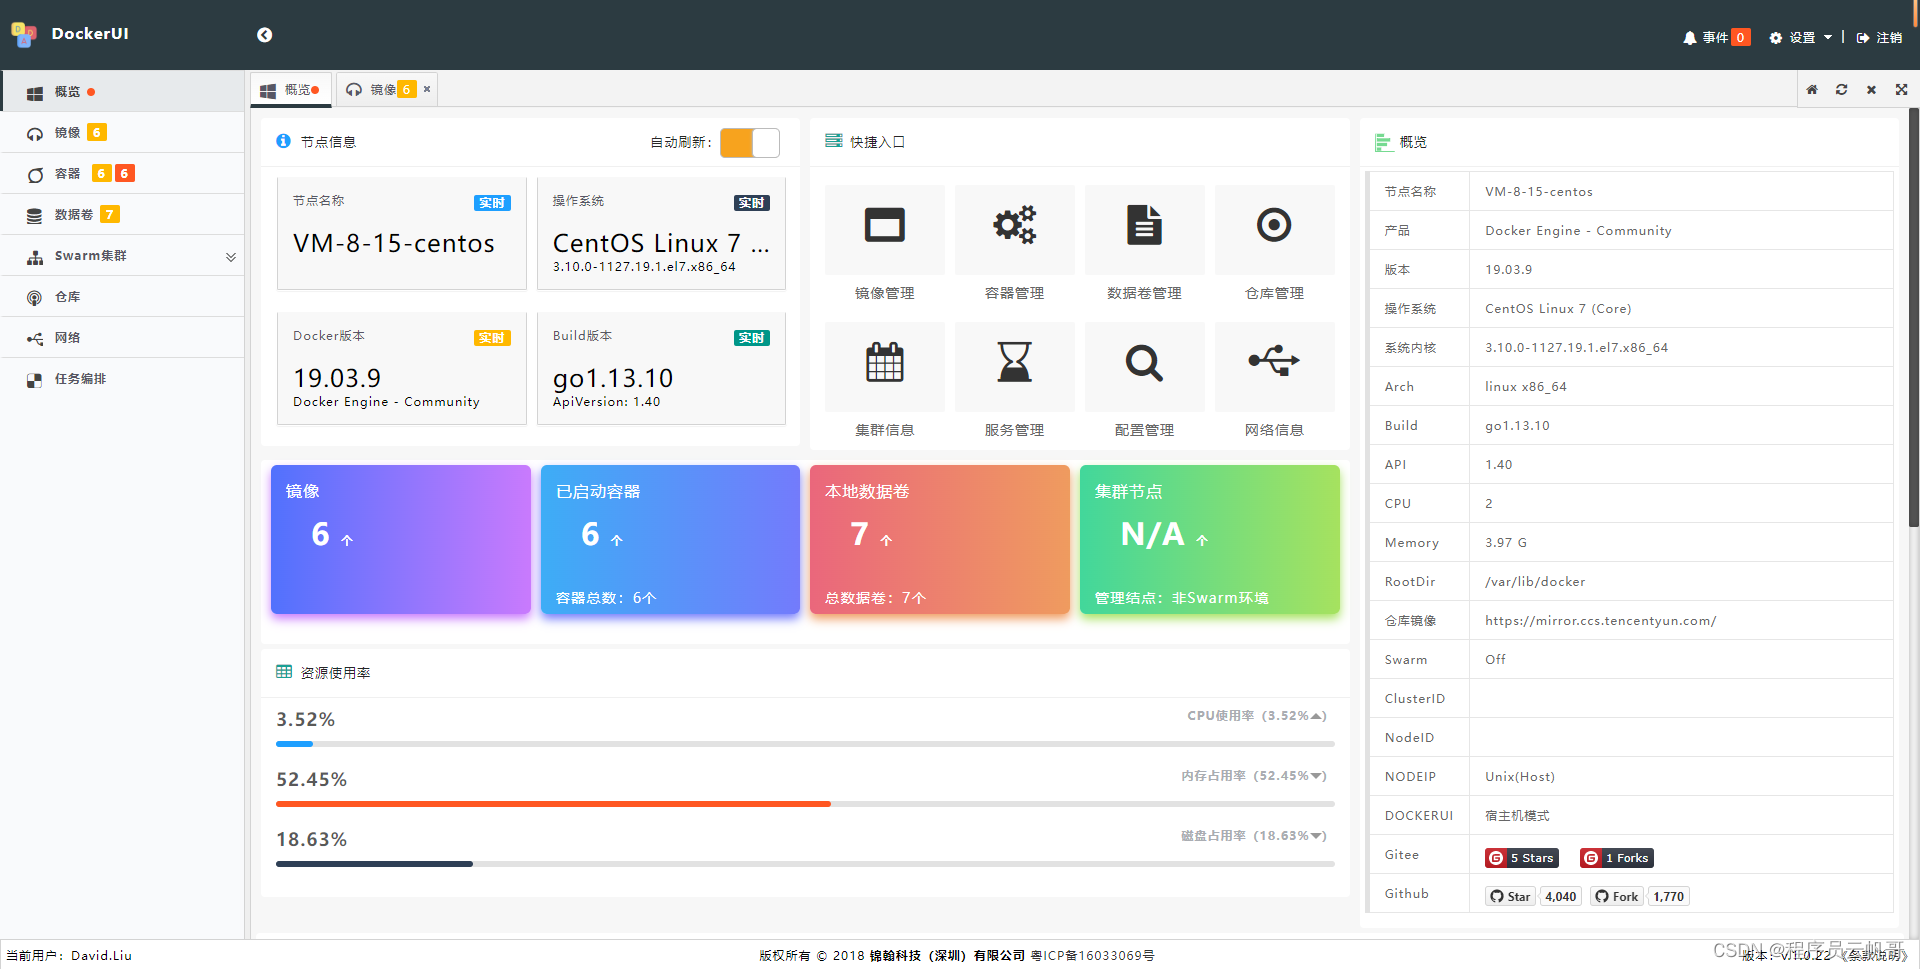 DockerUI
事件 0 设置 | 注销
概览
镜像 6
容器 6 6
数据卷 7
Swarm集群
仓库
网络
任务编排
概览 镜像 6 ×
节点信息 自动刷新：
节点名称 实时
VM-8-15-centos
操作系统 实时
CentOS Linux 7 ...
3.10.0-1127.19.1.el7.x86_64
Docker版本 实时
19.03.9
Docker Engine - Community
Build版本 实时
go1.13.10
ApiVersion: 1.40
快捷入口
镜像管理 容器管理 数据卷管理 仓库管理
集群信息 服务管理 配置管理 网络信息
镜像
6 个
已启动容器
6 个
容器总数：6个
本地数据卷
7 个
总数据卷：7个
集群节点
N/A 个
管理结点：非Swarm环境
资源使用率
3.52% CPU使用率（3.52%▲）
52.45% 内存占用率（52.45%▼）
18.63% 磁盘占用率（18.63%▼）
概览
节点名称 VM-8-15-centos
产品 Docker Engine - Community
版本 19.03.9
操作系统 CentOS Linux 7 (Core)
系统内核 3.10.0-1127.19.1.el7.x86_64
Arch linux x86_64
Build go1.13.10
API 1.40
CPU 2
Memory 3.97 G
RootDir /var/lib/docker
仓库镜像 https://mirror.ccs.tencentyun.com/
Swarm Off
ClusterID
NodeID
NODEIP Unix(Host)
DOCKERUI 宿主机模式
Gitee 5 Stars 1 Forks
Github Star 4,040 Fork 1,770
当前用户：David.Liu
版权所有 © 2018 锦翰科技（深圳）有限公司 粤ICP备16033069号
版本：V.1.0.22 《条款说明》
CSDN @程序员云帆哥